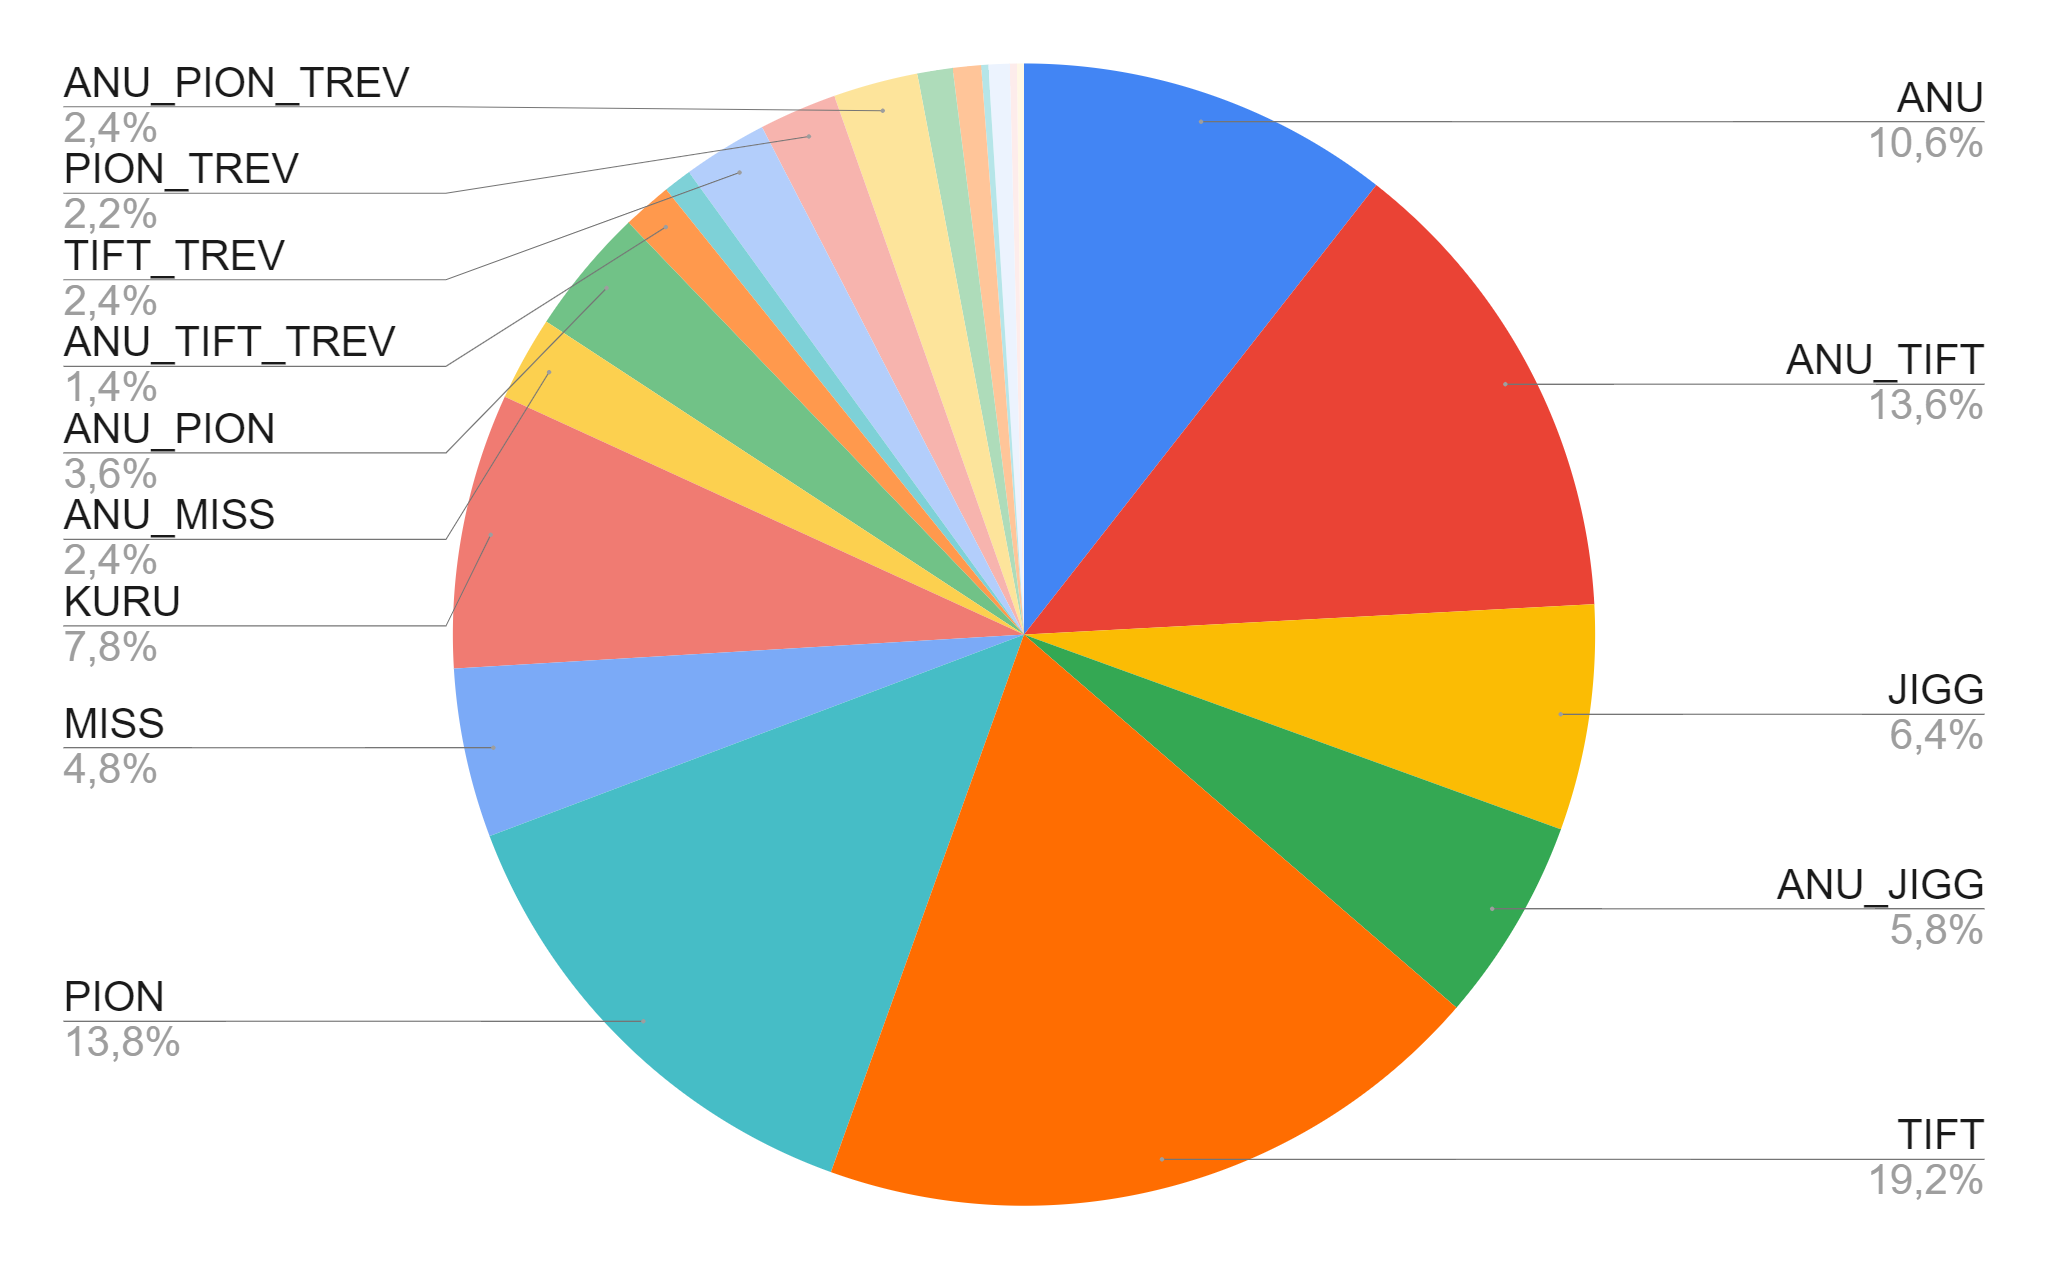 ANU_PION_TREV
2,4%
PION_TREV
2,2%
TIFT_TREV
2,4%
ANU_TIFT_TREV
1,4%
ANU_PION
3,6%
ANU_MISS
2,4%
KURU
7,8%
MISS
4,8%
PION
13,8%
ANU
10,6%
ANU_TIFT
13,6%
JIGG
6,4%
ANU_JIGG
5,8%
TIFT
19,2%